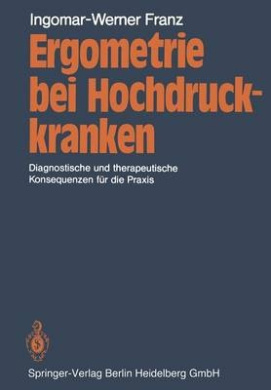 Ingomar-Werner Franz
Ergometrie
bei Hochdruck-
kranken
Diagnostische und therapeutische
Konsequenzen für die Praxis
Springer-Verlag Berlin Heidelberg GmbH